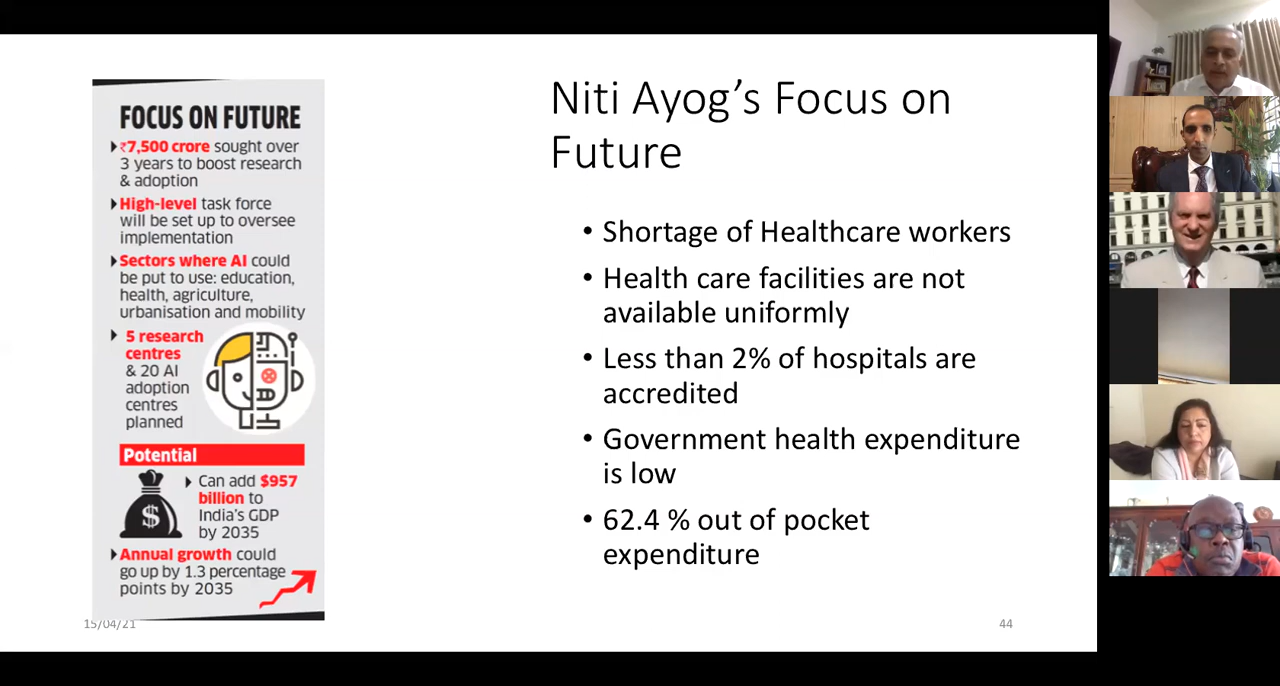 FOCUS ON FUTURE
₹7,500 crore sought over
3 years to boost research
& adoption
High-level task force
will be set up to oversee
implementation
Sectors where AI could
be put to use: education,
health, agriculture,
urbanisation and mobility
5 research
centres
& 20 AI
adoption
centres
planned
Potential
$
Can add $957
billion to
India's GDP
by 2035
Annual growth could
go up by 1.3 percentage
points by 2035
Niti Ayog’s Focus on
Future
• Shortage of Healthcare workers
• Health care facilities are not
available uniformly
• Less than 2% of hospitals are
accredited
• Government health expenditure
is low
• 62.4 % out of pocket
expenditure
15/04/21
44